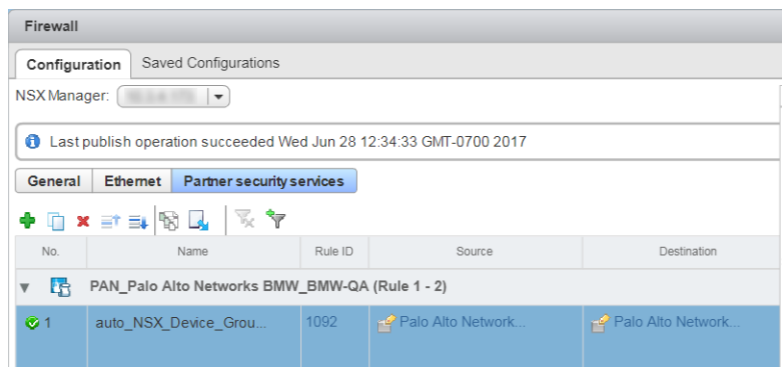 Firewall
Configuration Saved Configurations
NSX Manager:
Last publish operation succeeded Wed Jun 28 12:34:33 GMT-0700 2017
General Ethernet Partner security services
No. Name Rule ID Source Destination
PAN_Palo Alto Networks BMW_BMW-QA (Rule 1 - 2)
1 auto_NSX_Device_Grou... 1092 Palo Alto Network... Palo Alto Network...